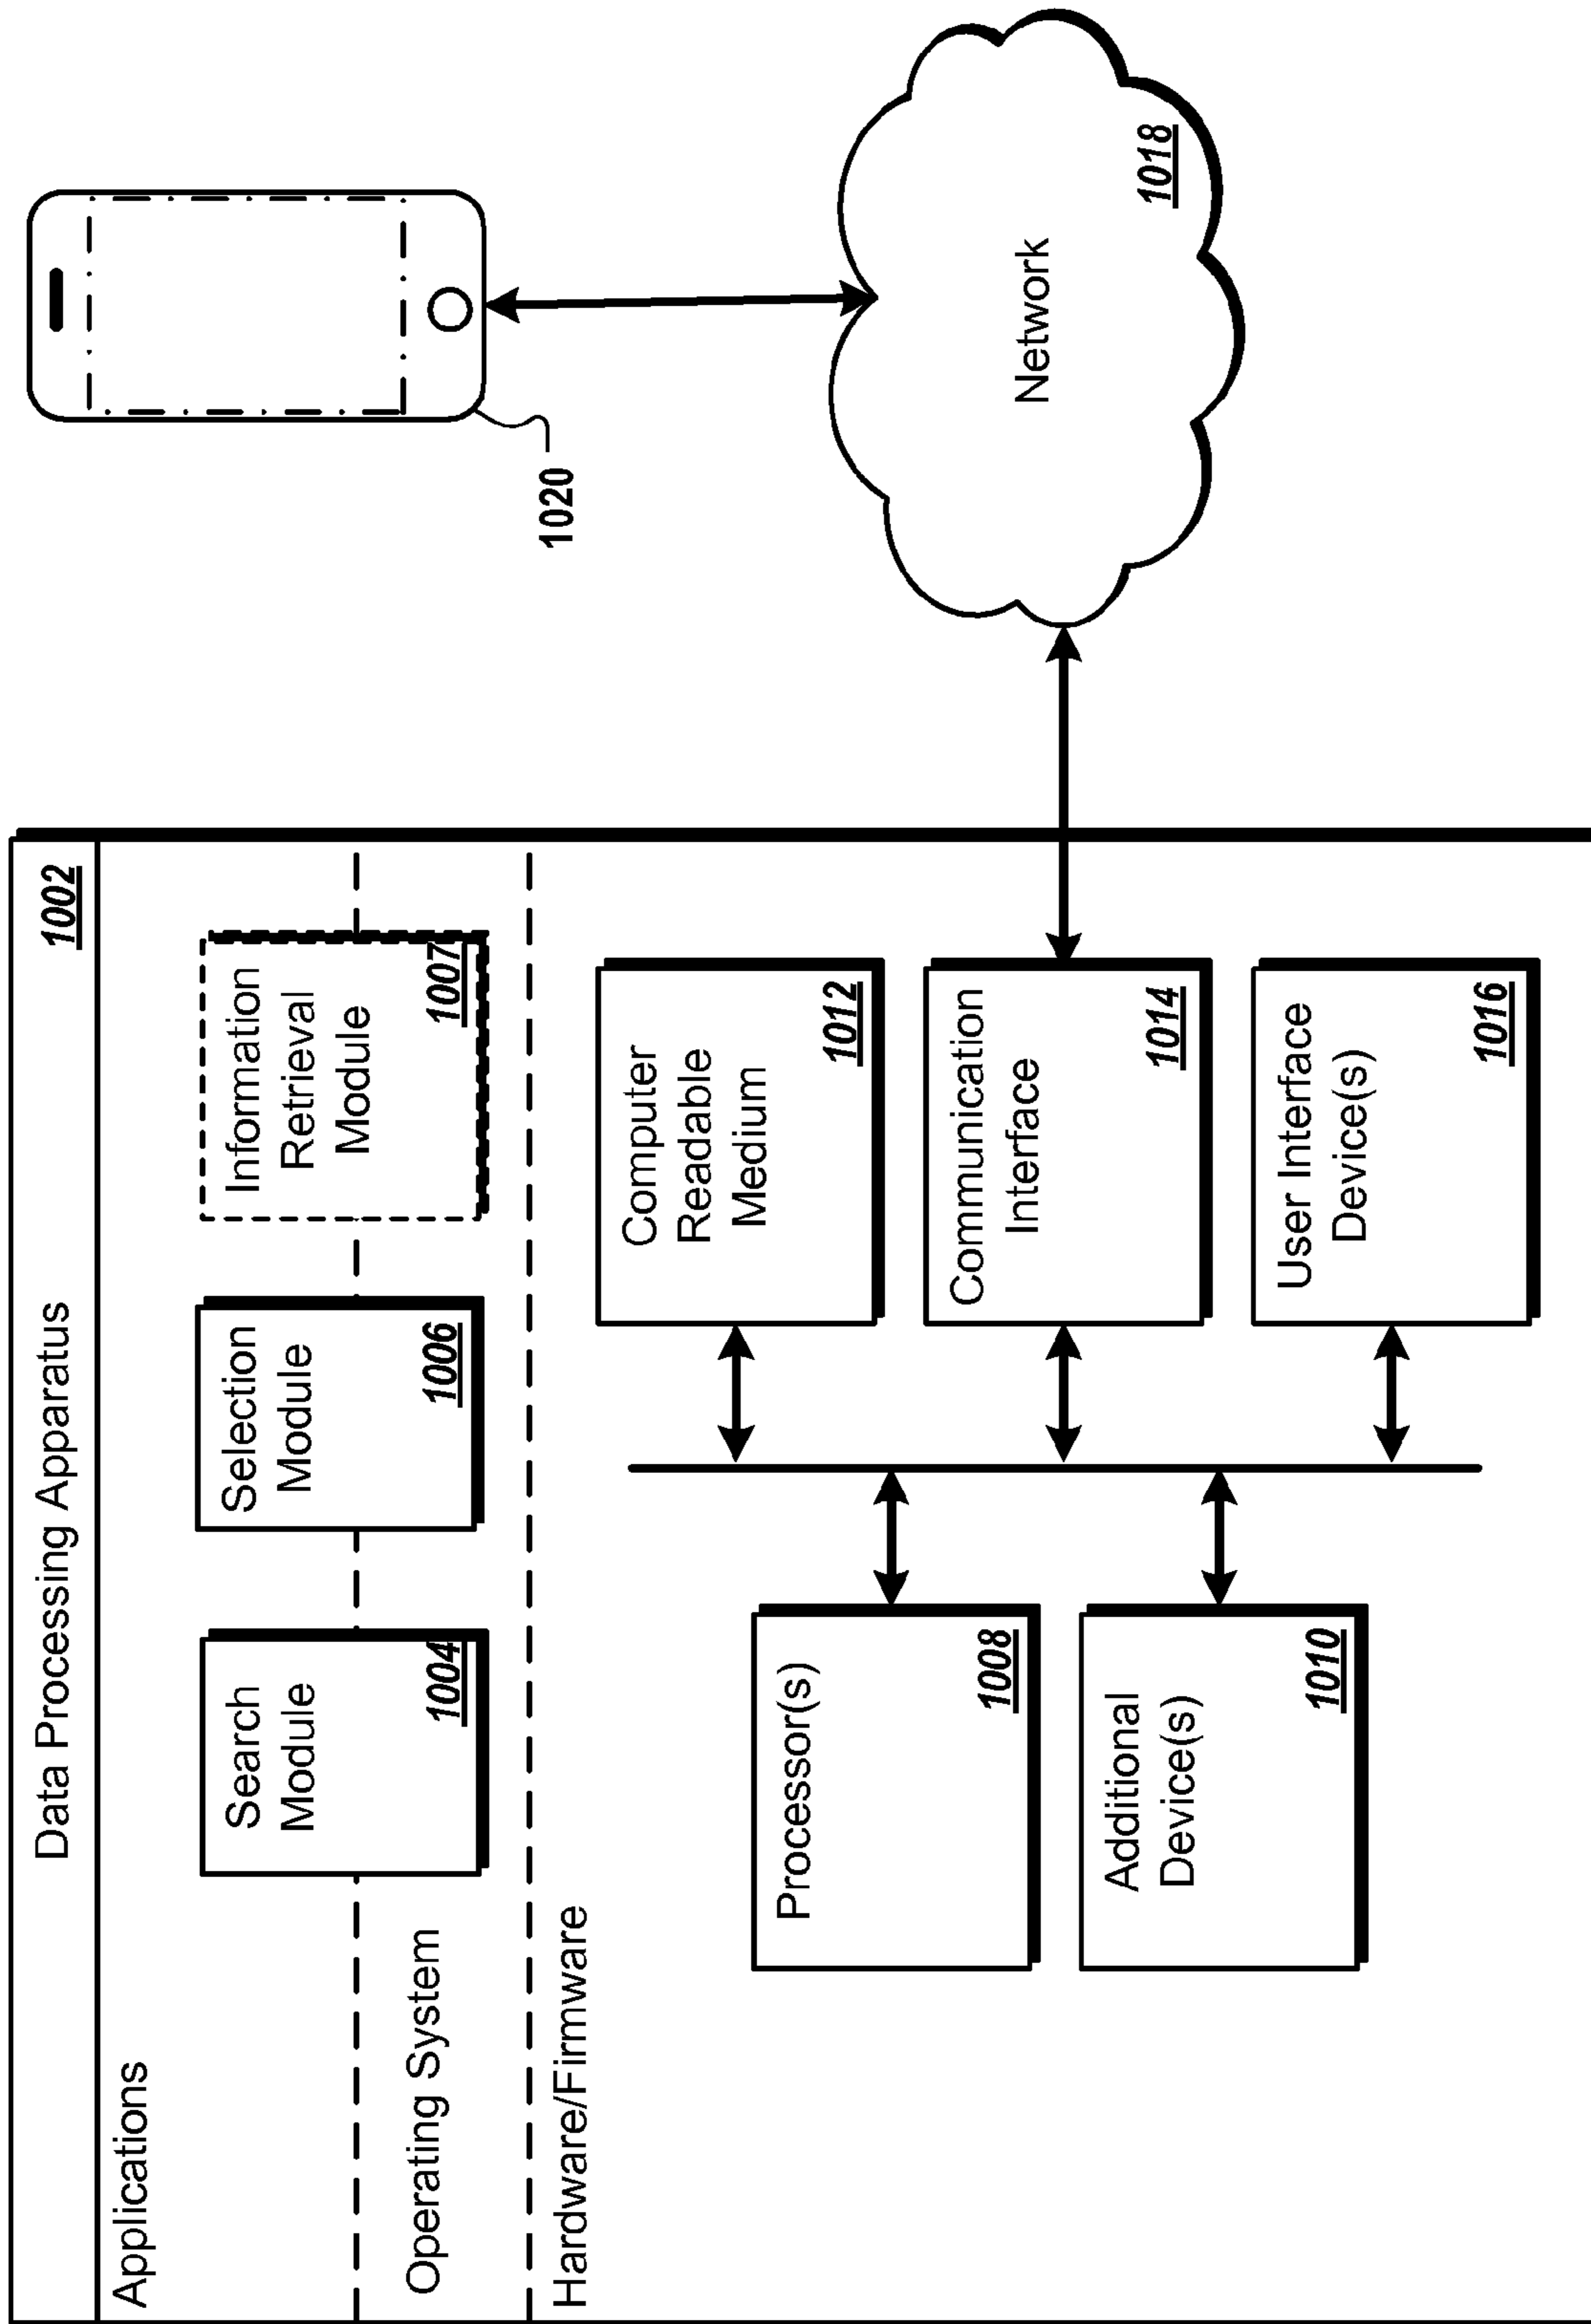 Data Processing Apparatus
1002
Applications
Search
Module
1004
Selection
Module
1006
Information
Retrieval
Module
1007
Operating System
Hardware/Firmware
Processor(s)
1008
Additional
Device(s)
1010
Computer
Readable
Medium
1012
Communication
Interface
1014
User Interface
Device(s)
1016
1020
Network
1018